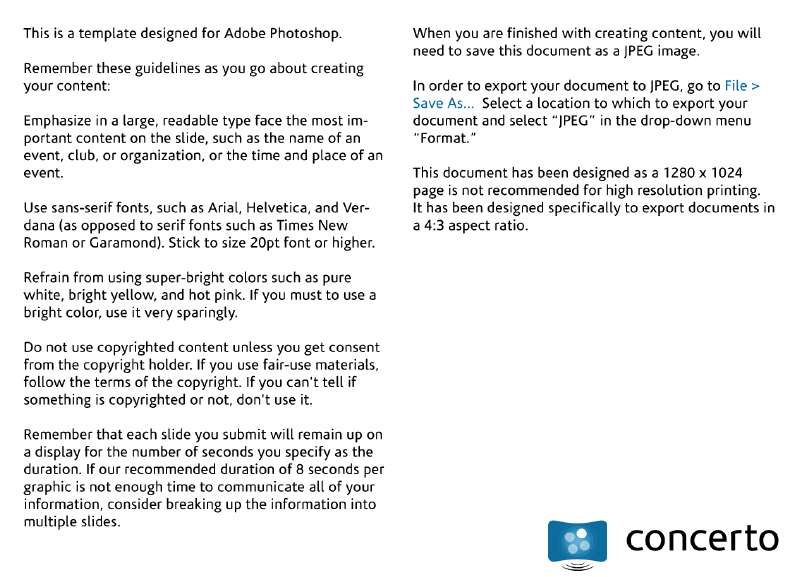 This is a template designed for Adobe Photoshop.
Remember these guidelines as you go about creating
your content:
Emphasize in a large, readable type face the most im-
portant content on the slide, such as the name of an
event, club, or organization, or the time and place of an
event.
Use sans-serif fonts, such as Arial, Helvetica, and Ver-
dana (as opposed to serif fonts such as Times New
Roman or Garamond). Stick to size 20pt font or higher.
Refrain from using super-bright colors such as pure
white, bright yellow, and hot pink. If you must to use a
bright color, use it very sparingly.
Do not use copyrighted content unless you get consent
from the copyright holder. If you use fair-use materials,
follow the terms of the copyright. If you can't tell if
something is copyrighted or not, don't use it.
Remember that each slide you submit will remain up on
a display for the number of seconds you specify as the
duration. If our recommended duration of 8 seconds per
graphic is not enough time to communicate all of your
information, consider breaking up the information into
multiple slides.
When you are finished with creating content, you will
need to save this document as a JPEG image.
In order to export your document to JPEG, go to File >
Save As... Select a location to which to export your
document and select “JPEG” in the drop-down menu
“Format.”
This document has been designed as a 1280 x 1024
page is not recommended for high resolution printing.
It has been designed specifically to export documents in
a 4:3 aspect ratio.
concerto